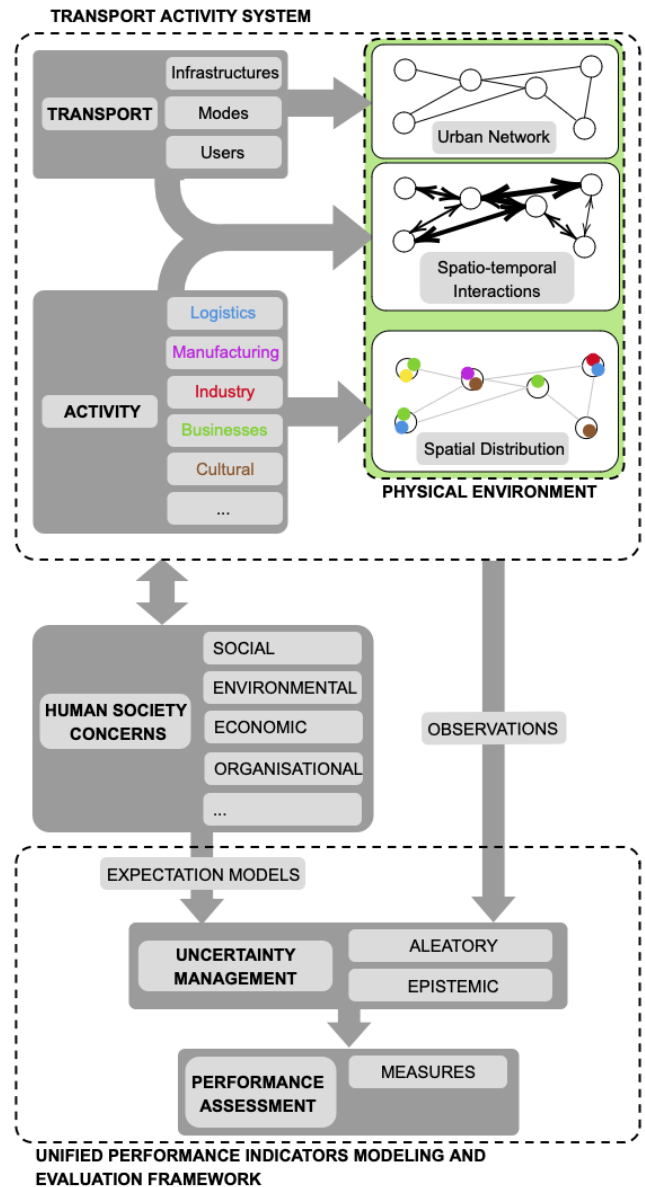 TRANSPORT ACTIVITY SYSTEM
TRANSPORT
Infrastructures
Modes
Users
Urban Network
Spatio-temporal
Interactions
ACTIVITY
Logistics
Manufacturing
Industry
Businesses
Cultural
...
Spatial Distribution
PHYSICAL ENVIRONMENT
HUMAN SOCIETY
CONCERNS
SOCIAL
ENVIRONMENTAL
ECONOMIC
ORGANISATIONAL
...
OBSERVATIONS
EXPECTATION MODELS
UNCERTAINTY
MANAGEMENT
ALEATORY
EPISTEMIC
PERFORMANCE
ASSESSMENT
MEASURES
UNIFIED PERFORMANCE INDICATORS MODELING AND
EVALUATION FRAMEWORK